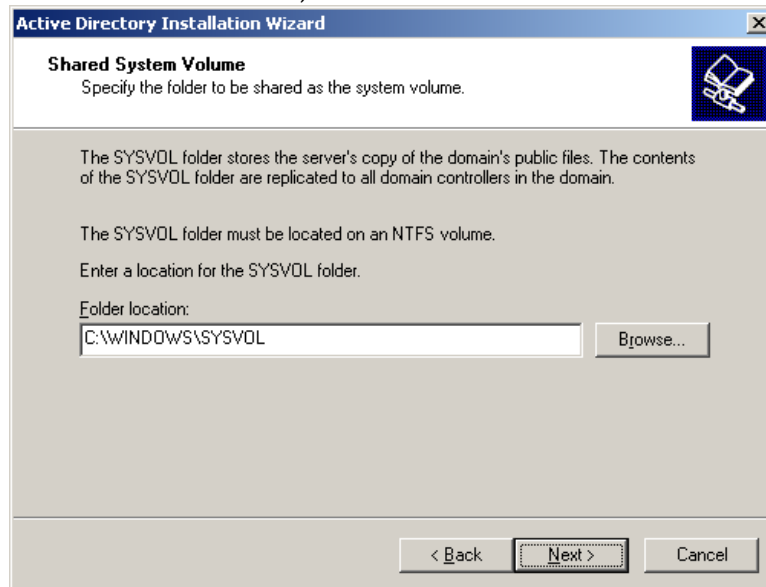 Active Directory Installation Wizard
Shared System Volume
Specify the folder to be shared as the system volume.
The SYSVOL folder stores the server's copy of the domain's public files. The contents
of the SYSVOL folder are replicated to all domain controllers in the domain.
The SYSVOL folder must be located on an NTFS volume.
Enter a location for the SYSVOL folder.
Folder location:
C:\WINDOWS\SYSVOL
Browse...
< Back
Next >
Cancel